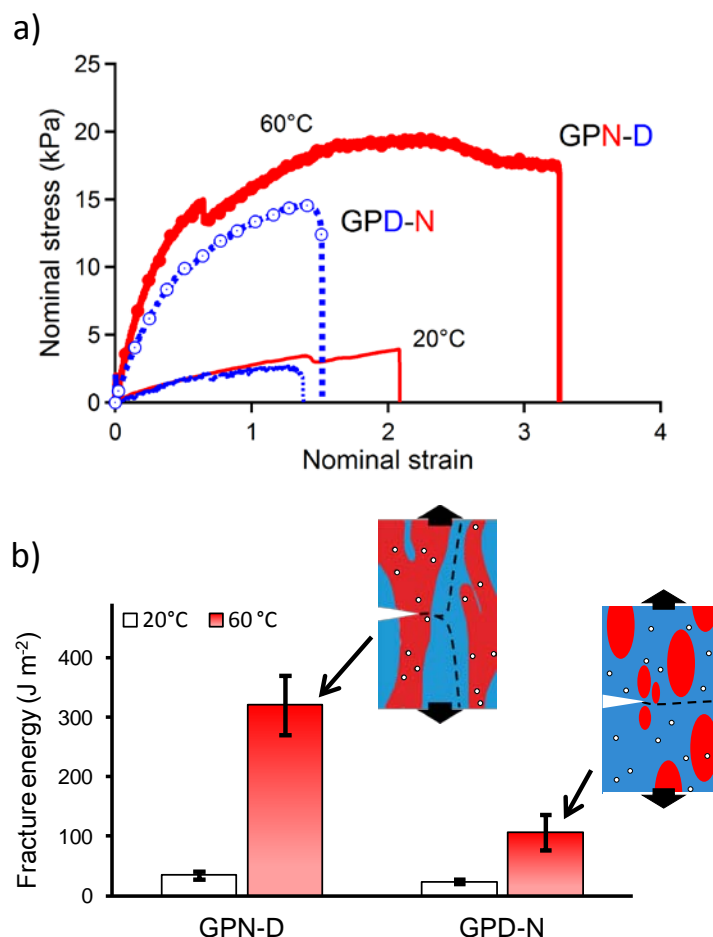 a)
25
20
15
10
5
0
Nominal stress (kPa)
60°C
GPN-D
GPD-N
20°C
0 1 2 3 4
Nominal strain
b)
20°C 60 °C
400
300
200
100
0
Fracture energy (J m⁻²)
GPN-D GPD-N